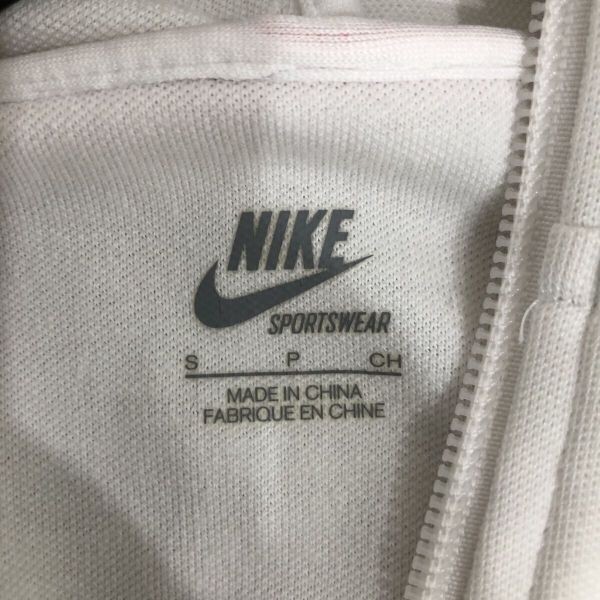 NIKE
SPORTSWEAR
S P CH
MADE IN CHINA
FABRIQUE EN CHINE